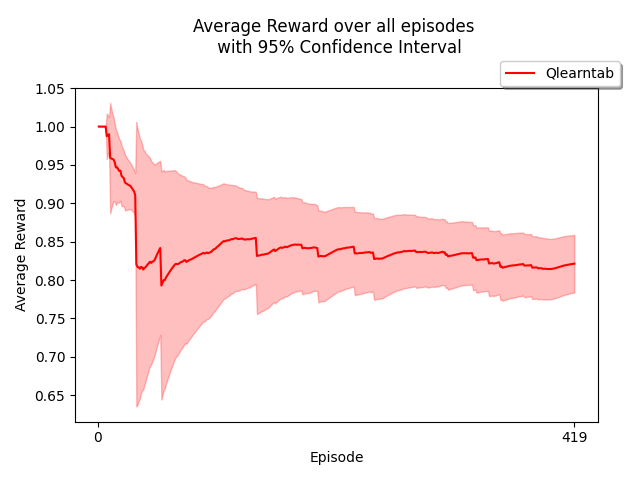 Average Reward over all episodes
with 95% Confidence Interval
Qlearntab
1.05
1.00
0.95
0.90
0.85
0.80
0.75
0.70
0.65
Average Reward
0
419
Episode